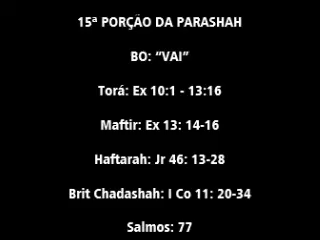 15ª PORÇÃO DA PARASHAH
BO: “VAI”
Torá: Ex 10:1 - 13:16
Maftir: Ex 13: 14-16
Haftarah: Jr 46: 13-28
Brit Chadashah: I Co 11: 20-34
Salmos: 77